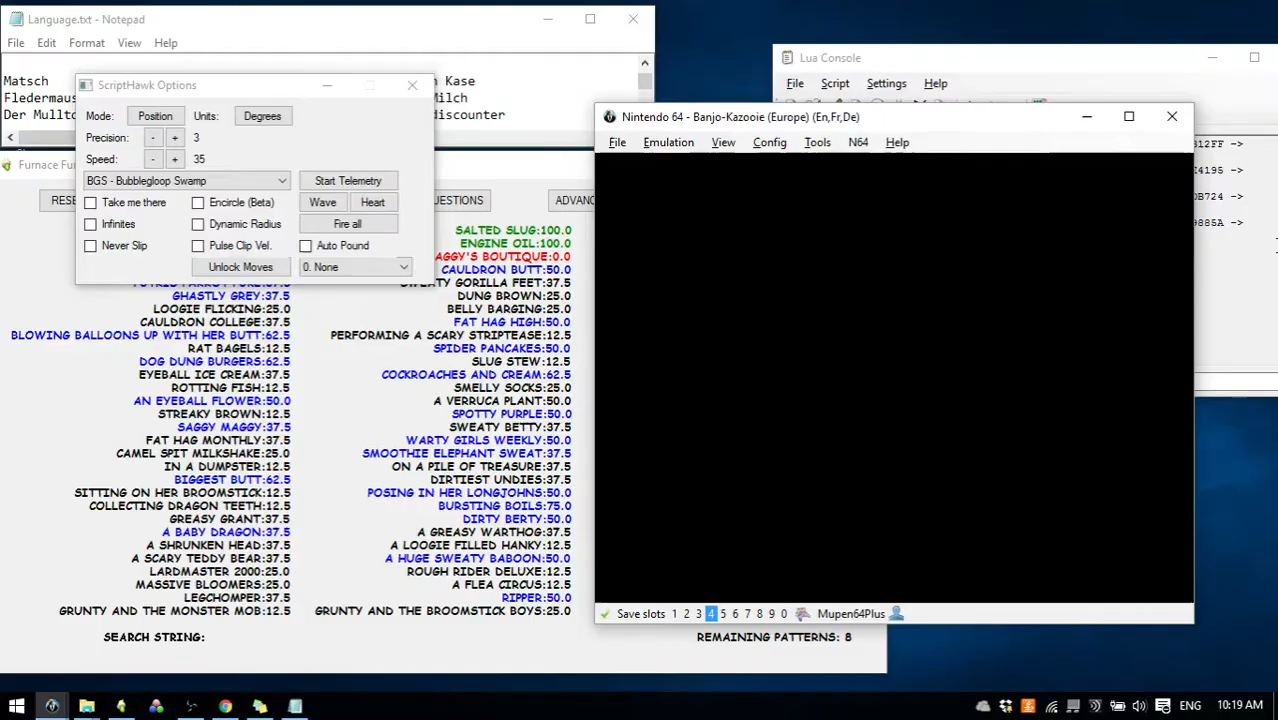 Language.txt - Notepad
File Edit Format View Help
Matsch
Kase
Fledermaus
Milch
Der Mullto
discounter
ScriptHawk Options
Mode: Position Units: Degrees
Precision: - + 3
Speed: - + 35
BGS - Bubblegloop Swamp
Start Telemetry
Take me there
Encircle (Beta)
Wave
Heart
Infinites
Dynamic Radius
Fire all
Never Slip
Pulse Clip Vel.
Auto Pound
Unlock Moves
0. None
Lua Console
File Script Settings Help
312FF ->
E4195 ->
DB724 ->
9885A ->
Nintendo 64 - Banjo-Kazooie (Europe) (En,Fr,De)
File Emulation View Config Tools N64 Help
Save slots 1 2 3 4 5 6 7 8 9 0 Mupen64Plus
Furnace Fu
RESE
UESTIONS
ADVANC
SALTED SLUG:100.0
ENGINE OIL:100.0
AGGY'S BOUTIQUE:0.0
CAULDRON BUTT:50.0
SWEATY GORILLA FEET:37.5
GHASTLY GREY:37.5
DUNG BROWN:25.0
LOOGIE FLICKING:25.0
BELLY BARGING:25.0
CAULDRON COLLEGE:37.5
FAT HAG HIGH:50.0
BLOWING BALLOONS UP WITH HER BUTT:62.5
PERFORMING A SCARY STRIPTEASE:12.5
RAT BAGELS:12.5
SPIDER PANCAKES:50.0
DOG DUNG BURGERS:62.5
SLUG STEW:12.5
EYEBALL ICE CREAM:37.5
COCKROACHES AND CREAM:62.5
ROTTING FISH:12.5
SMELLY SOCKS:25.0
AN EYEBALL FLOWER:50.0
A VERRUCA PLANT:50.0
STREAKY BROWN:12.5
SPOTTY PURPLE:50.0
SAGGY MAGGY:37.5
SWEATY BETTY:37.5
FAT HAG MONTHLY:37.5
WARTY GIRLS WEEKLY:50.0
CAMEL SPIT MILKSHAKE:25.0
SMOOTHIE ELEPHANT SWEAT:37.5
IN A DUMPSTER:12.5
ON A PILE OF TREASURE:37.5
BIGGEST BUTT:62.5
DIRTIEST UNDIES:37.5
SITTING ON HER BROOMSTICK:12.5
POSING IN HER LONGJOHNS:50.0
COLLECTING DRAGON TEETH:12.5
BURSTING BOILS:75.0
GREASY GRANT:37.5
DIRTY BERTY:50.0
A BABY DRAGON:37.5
A GREASY WARTHOG:37.5
A SHRUNKEN HEAD:37.5
A LOOGIE FILLED HANKY:12.5
A SCARY TEDDY BEAR:37.5
A HUGE SWEATY BABOON:50.0
LARDMASTER 2000:25.0
ROUGH RIDER DELUXE:12.5
MASSIVE BLOOMERS:25.0
A FLEA CIRCUS:12.5
LEGCHOMPER:37.5
RIPPER:50.0
GRUNTY AND THE MONSTER MOB:12.5
GRUNTY AND THE BROOMSTICK BOYS:25.0
SEARCH STRING:
REMAINING PATTERNS: 8
ENG 10:19 AM